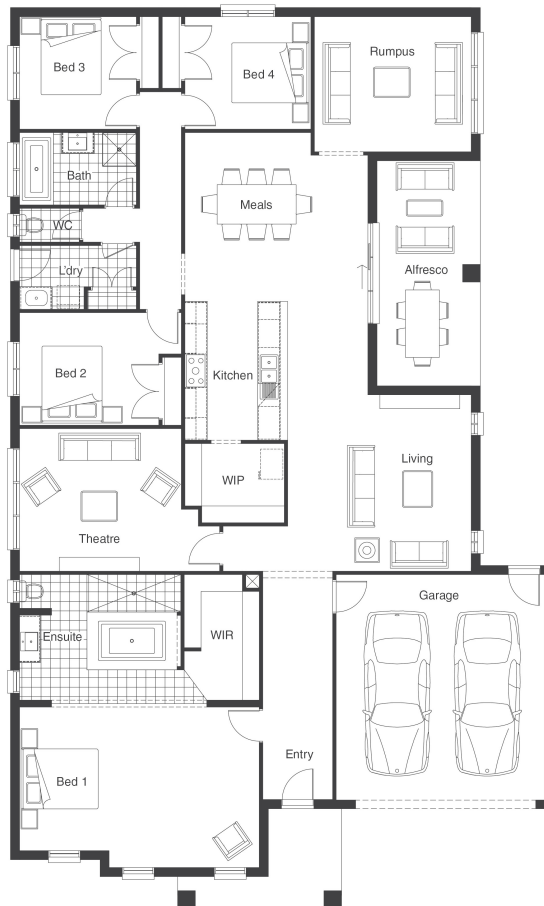 Rumpus
Bed 3
Bed 4
Bath
Meals
WC
L'dry
Alfresco
Bed 2
Kitchen
Living
WIP
Theatre
Garage
Ensuite
WIR
Entry
Bed 1